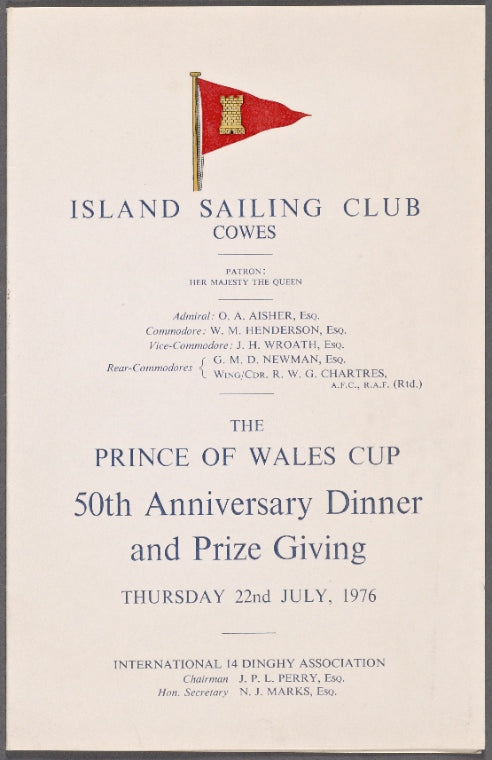 ISLAND SAILING CLUB
COWES
PATRON:
HER MAJESTY THE QUEEN
Admiral: O. A. AISHER, Esq.
Commodore: W. M. HENDERSON, Esq.
Vice-Commodore: J. H. WROATH, Esq.
Rear-Commodores { G. M. D. NEWMAN, Esq.
Wing/Cdr. R. W. G. CHARTRES,
A.F.C., R.A.F. (Rtd.)
THE
PRINCE OF WALES CUP
50th Anniversary Dinner
and Prize Giving
THURSDAY 22nd JULY, 1976
INTERNATIONAL 14 DINGHY ASSOCIATION
Chairman J. P. L. PERRY, Esq.
Hon. Secretary N. J. MARKS, Esq.